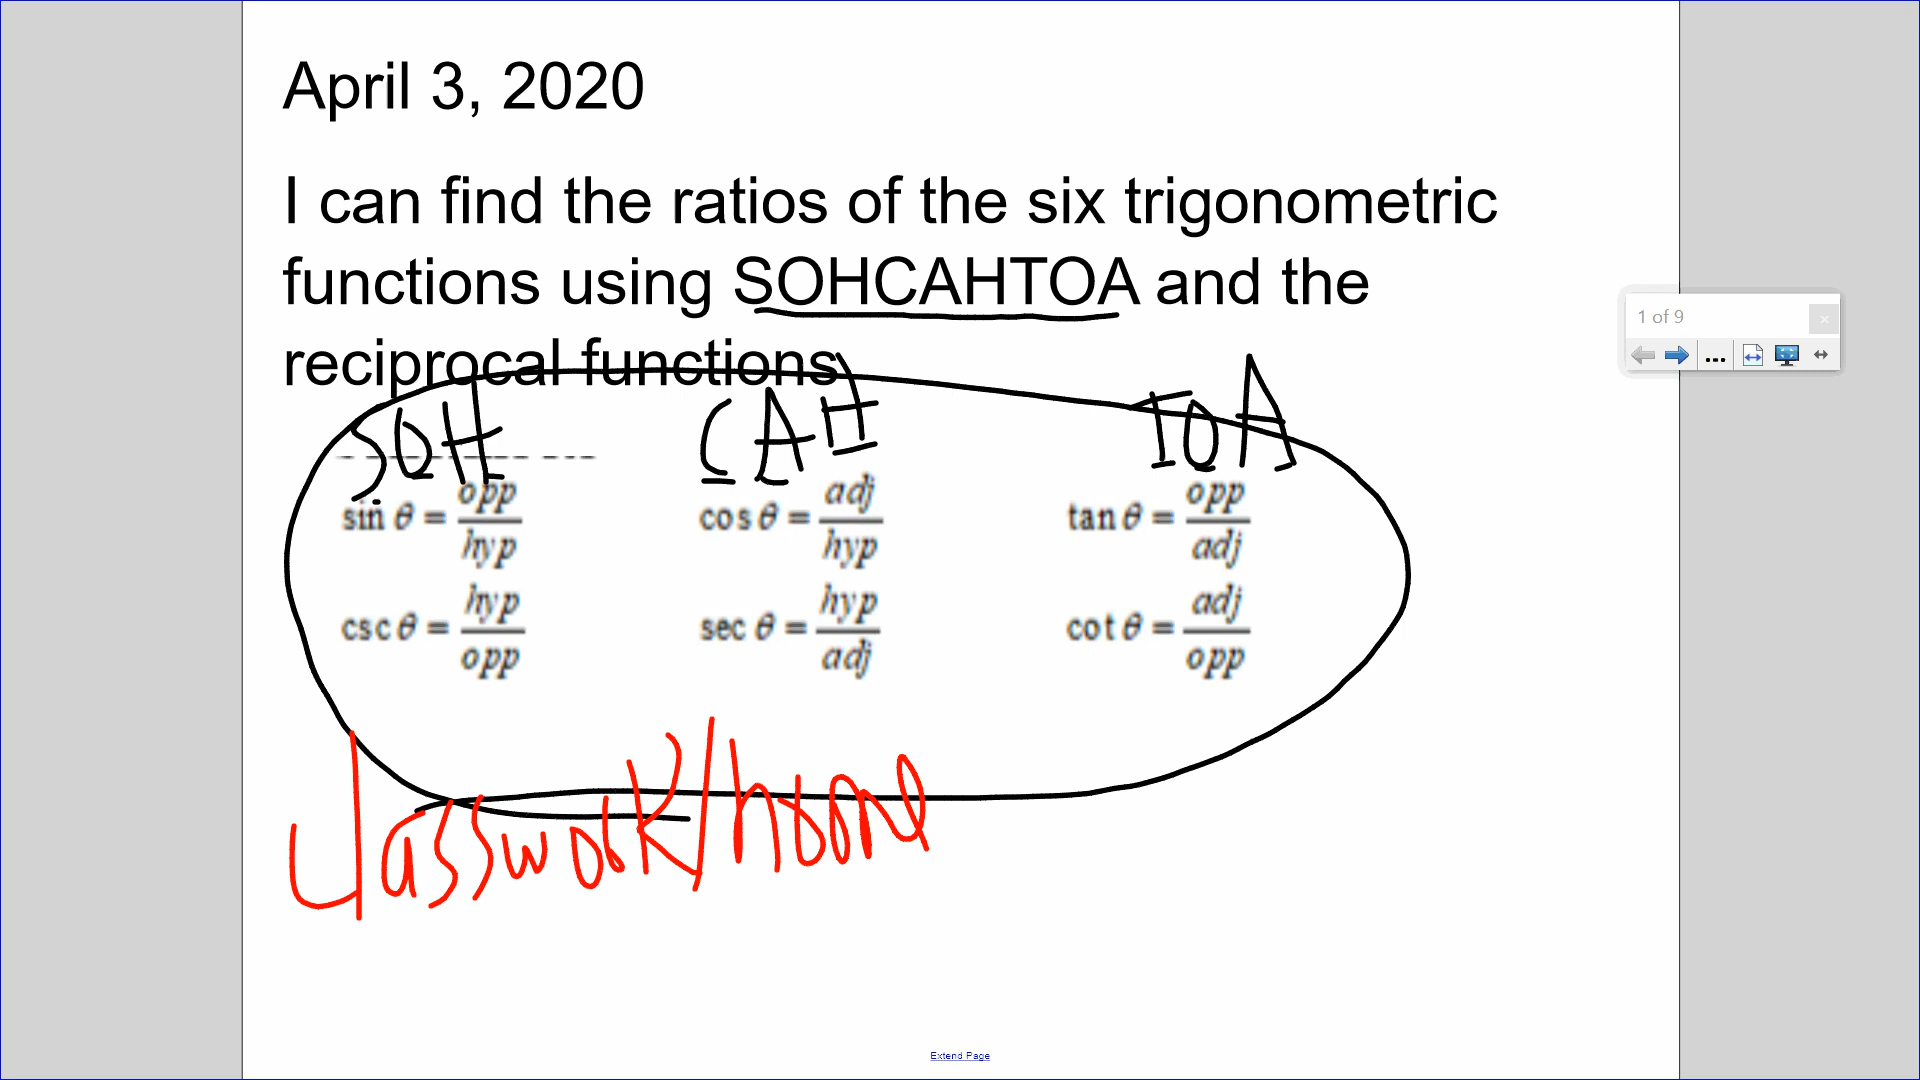 April 3, 2020
I can find the ratios of the six trigonometric
functions using SOHCAHTOA and the
reciprocal functions
1 of 9
SOH CAH TOA
sin θ = opp/hyp cos θ = adj/hyp tan θ = opp/adj
csc θ = hyp/opp sec θ = hyp/adj cot θ = adj/opp
Classwork/home
Extend Page